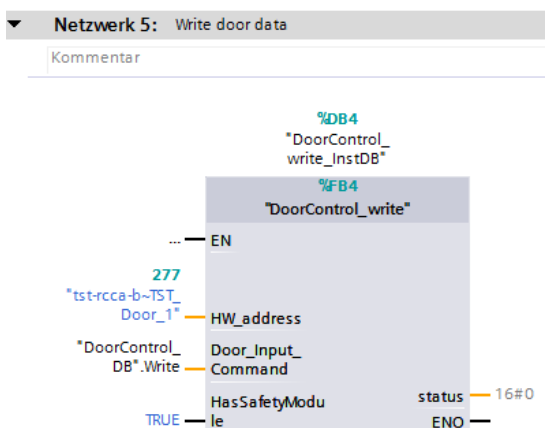 Netzwerk 5: Write door data
Kommentar
%DB4
"DoorControl_
write_InstDB"
%FB4
"DoorControl_write"
... EN
277
"tst-rcca-b~TST_
Door_1" HW_address
"DoorControl_
DB".Write
Door_Input_
Command
HasSafetyModu
TRUE le
status 16#0
ENO